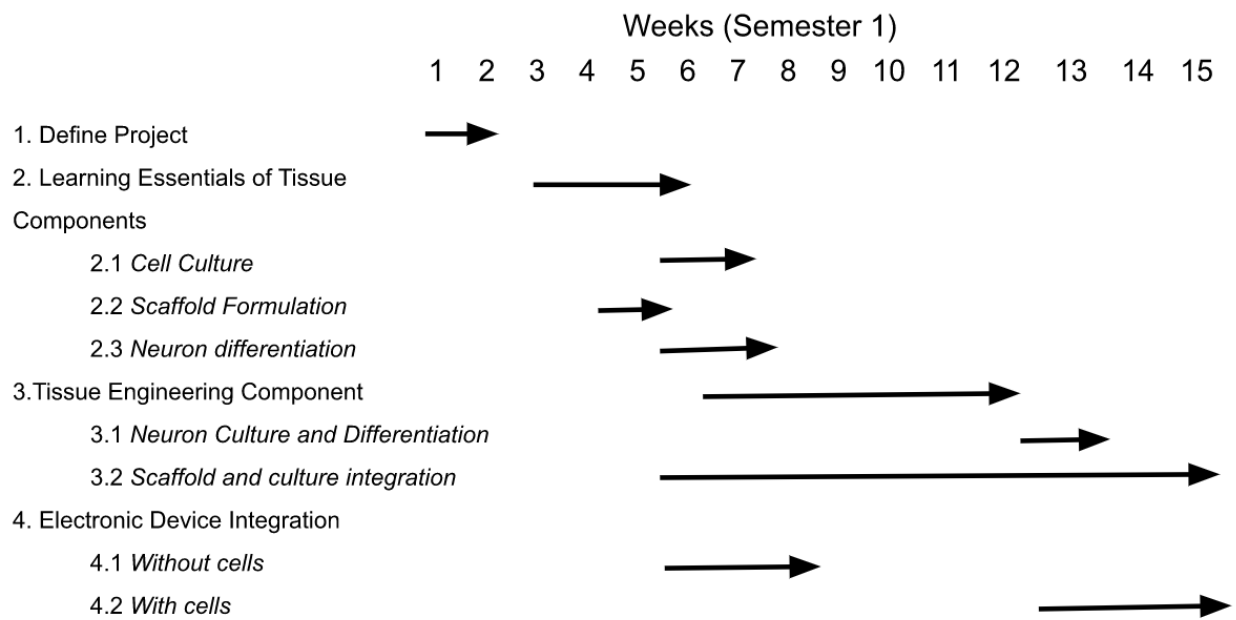 Weeks (Semester 1)
1 2 3 4 5 6 7 8 9 10 11 12 13 14 15
1. Define Project
2. Learning Essentials of Tissue
Components
2.1 Cell Culture
2.2 Scaffold Formulation
2.3 Neuron differentiation
3.Tissue Engineering Component
3.1 Neuron Culture and Differentiation
3.2 Scaffold and culture integration
4. Electronic Device Integration
4.1 Without cells
4.2 With cells